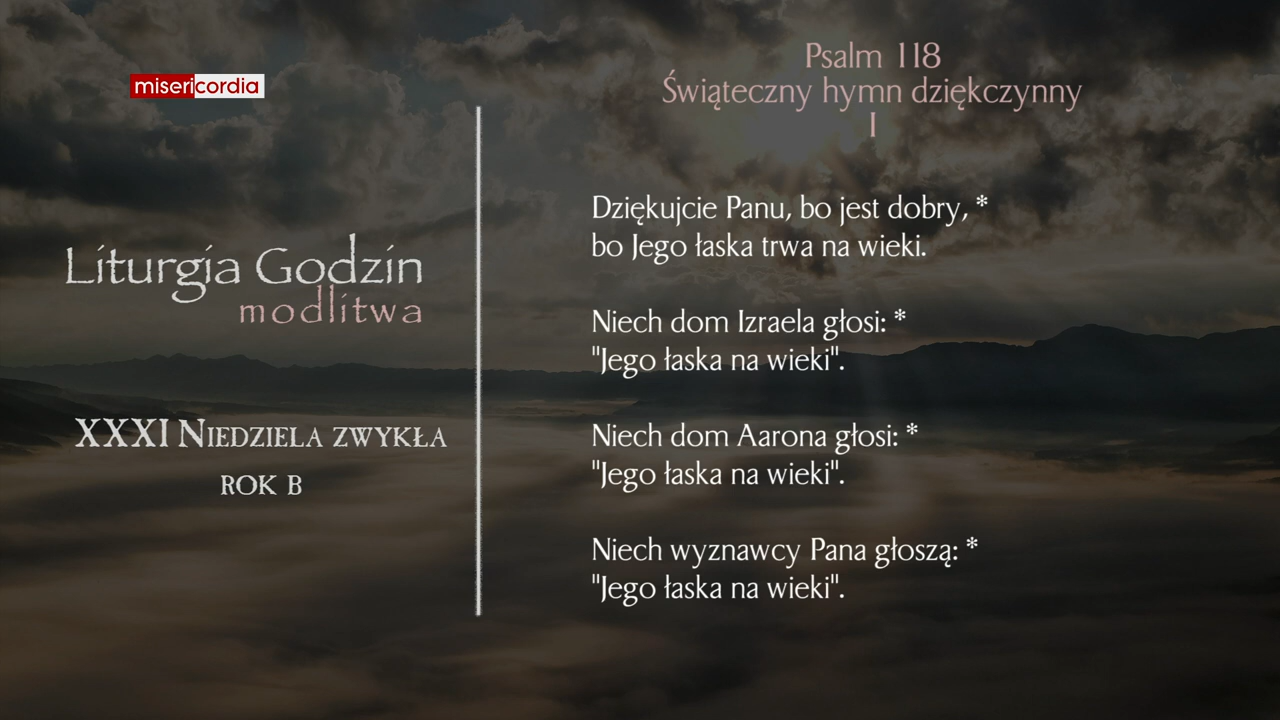 misericordia
Liturgia Godzin
modlitwa
XXXI Niedziela zwykła
rok B
Psalm 118
Świąteczny hymn dziękczynny
I
Dziękujcie Panu, bo jest dobry, *
bo Jego łaska trwa na wieki.
Niech dom Izraela głosi: *
"Jego łaska na wieki".
Niech dom Aarona głosi: *
"Jego łaska na wieki".
Niech wyznawcy Pana głoszą: *
"Jego łaska na wieki".